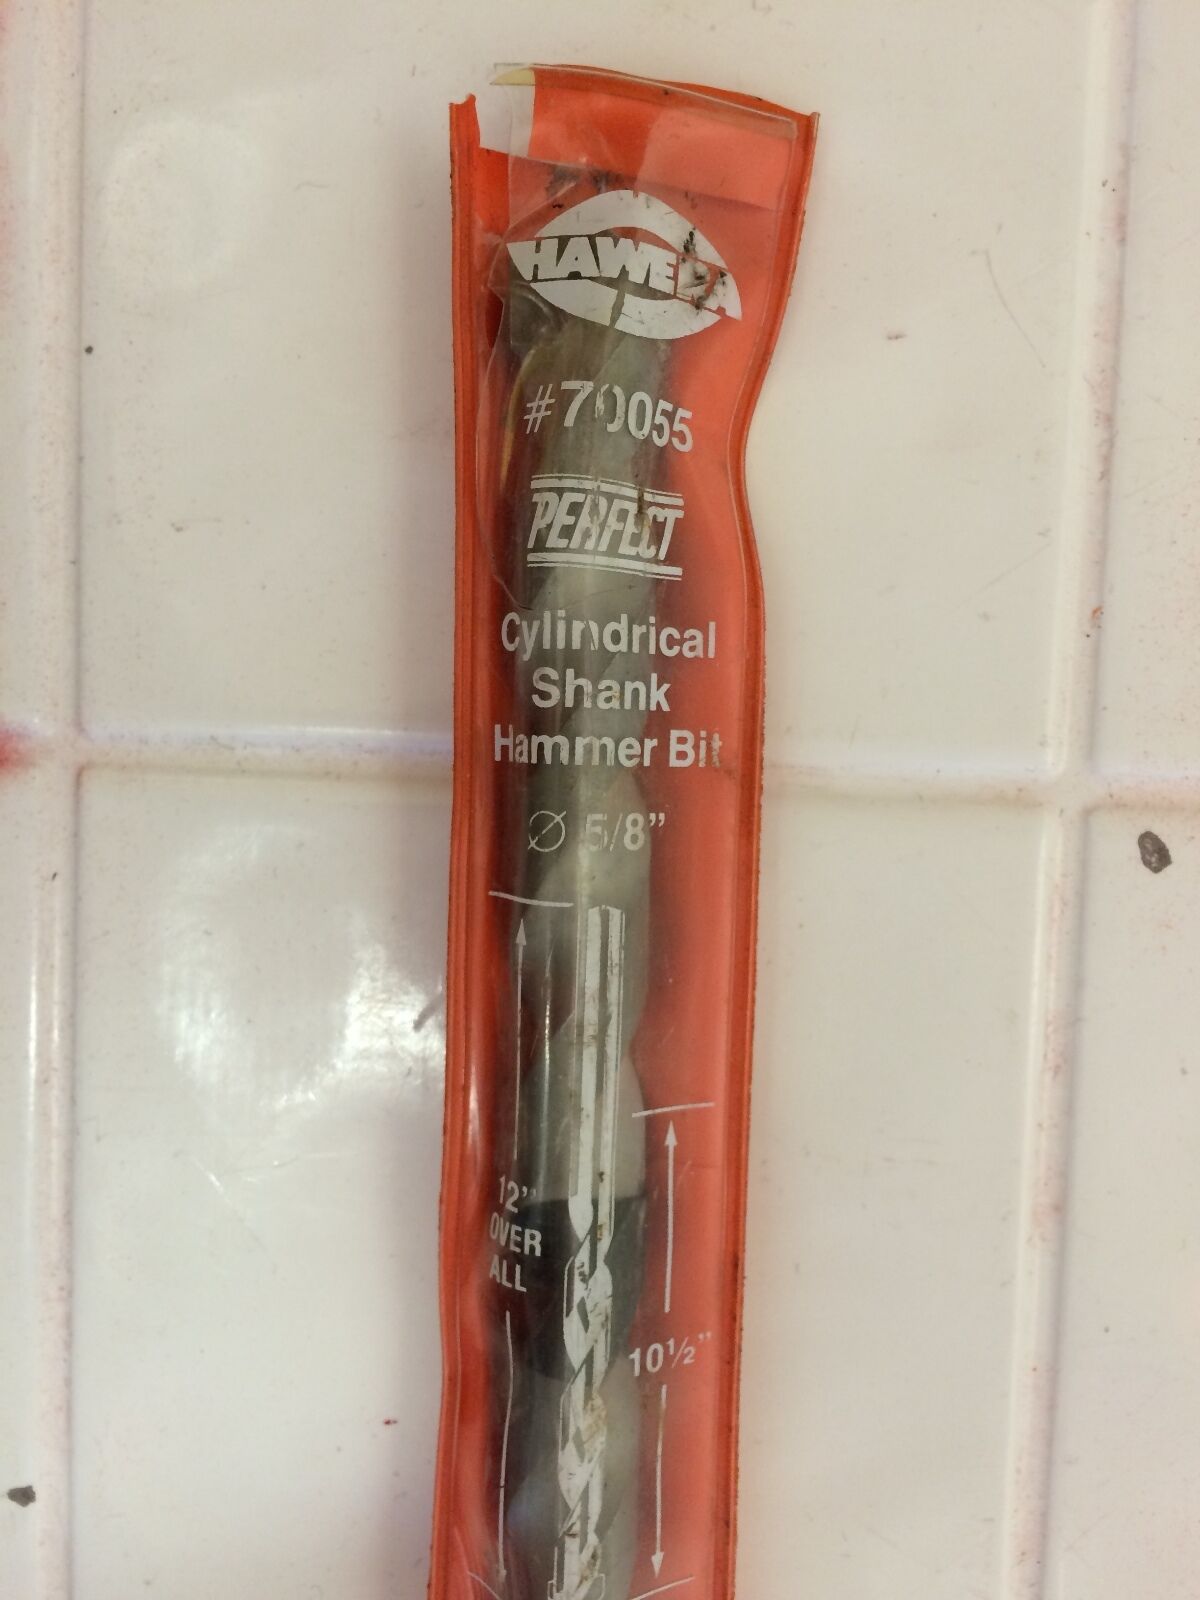 HAWERA
#70055
PERFECT
Cylindrical
Shank
Hammer Bit
Ø 5/8"
12"
OVER
ALL
10½"